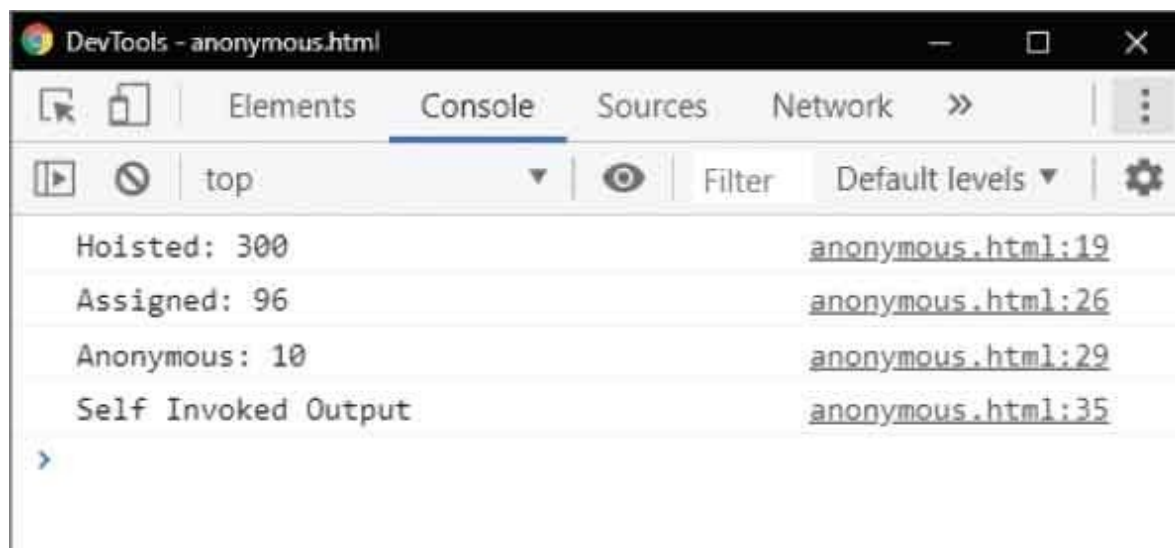 DevTools - anonymous.html
Elements Console Sources Network »
top Filter Default levels
Hoisted: 300 anonymous.html:19
Assigned: 96 anonymous.html:26
Anonymous: 10 anonymous.html:29
Self Invoked Output anonymous.html:35